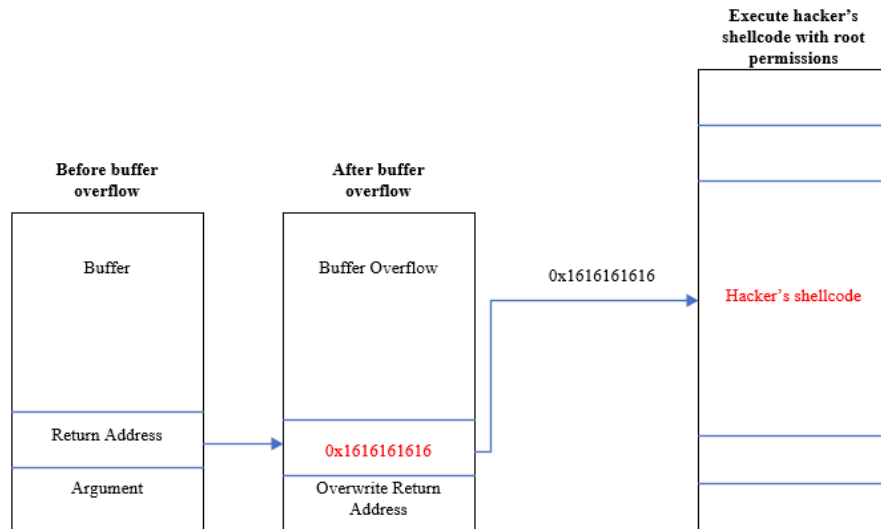 Execute hacker's
shellcode with root
permissions
Before buffer
overflow
After buffer
overflow
Buffer
Buffer Overflow
0x1616161616
Hacker's shellcode
Return Address
0x1616161616
Argument
Overwrite Return
Address